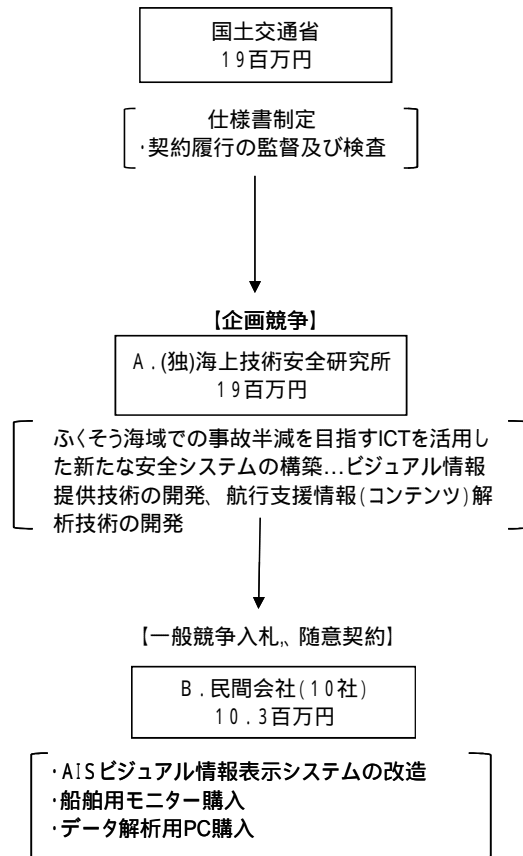 国土交通省
19百万円
仕様書制定
・契約履行の監督及び検査
【企画競争】
A.(独)海上技術安全研究所
19百万円
ふくそう海域での事故半減を目指すICTを活用し
た新たな安全システムの構築…ビジュアル情報
提供技術の開発、航行支援情報(コンテンツ)解
析技術の開発
【一般競争入札、、随意契約】
B.民間会社(10社)
10.3百万円
・AISビジュアル情報表示システムの改造
・船舶用モニター購入
・データ解析用PC購入